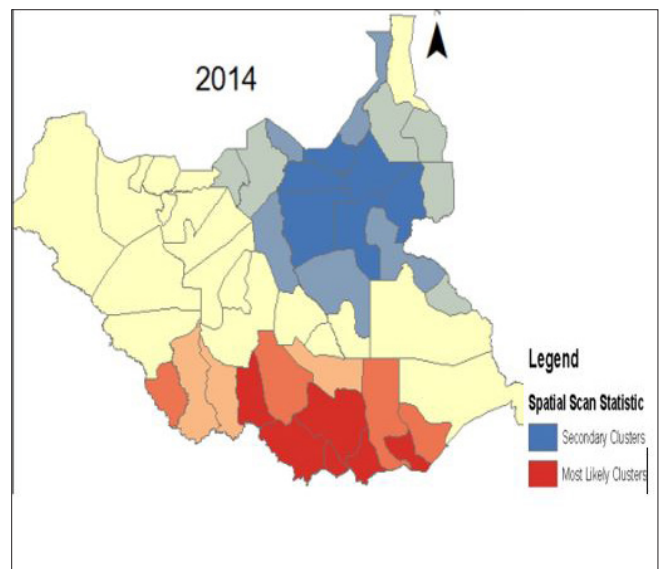 N
2014
Legend
Spatial Scan Statistic
Secondary Clusters
Most Likely Clusters